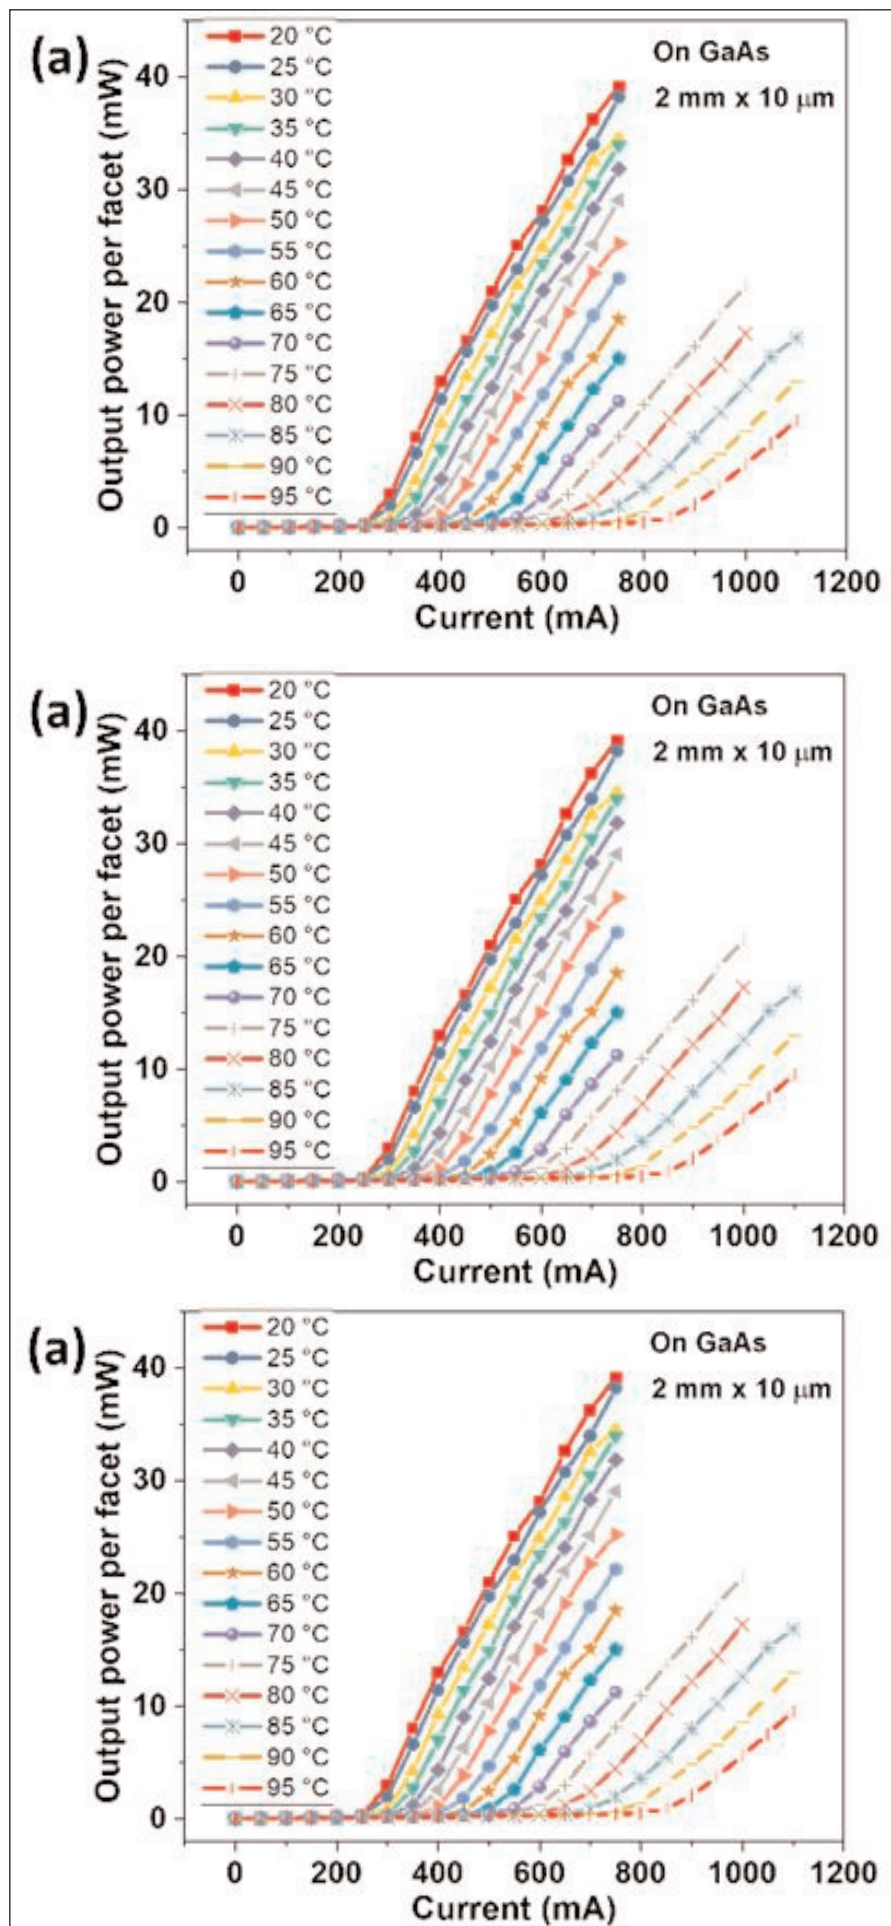 (a)
20 °C
25 °C
30 °C
35 °C
40 °C
45 °C
50 °C
55 °C
60 °C
65 °C
70 °C
75 °C
80 °C
85 °C
90 °C
95 °C
On GaAs
2 mm x 10 μm
Output power per facet (mW)
40
30
20
10
0
0 200 400 600 800 1000 1200
Current (mA)
(a)
20 °C
25 °C
30 °C
35 °C
40 °C
45 °C
50 °C
55 °C
60 °C
65 °C
70 °C
75 °C
80 °C
85 °C
90 °C
95 °C
On GaAs
2 mm x 10 μm
Output power per facet (mW)
40
30
20
10
0
0 200 400 600 800 1000 1200
Current (mA)
(a)
20 °C
25 °C
30 °C
35 °C
40 °C
45 °C
50 °C
55 °C
60 °C
65 °C
70 °C
75 °C
80 °C
85 °C
90 °C
95 °C
On GaAs
2 mm x 10 μm
Output power per facet (mW)
40
30
20
10
0
0 200 400 600 800 1000 1200
Current (mA)